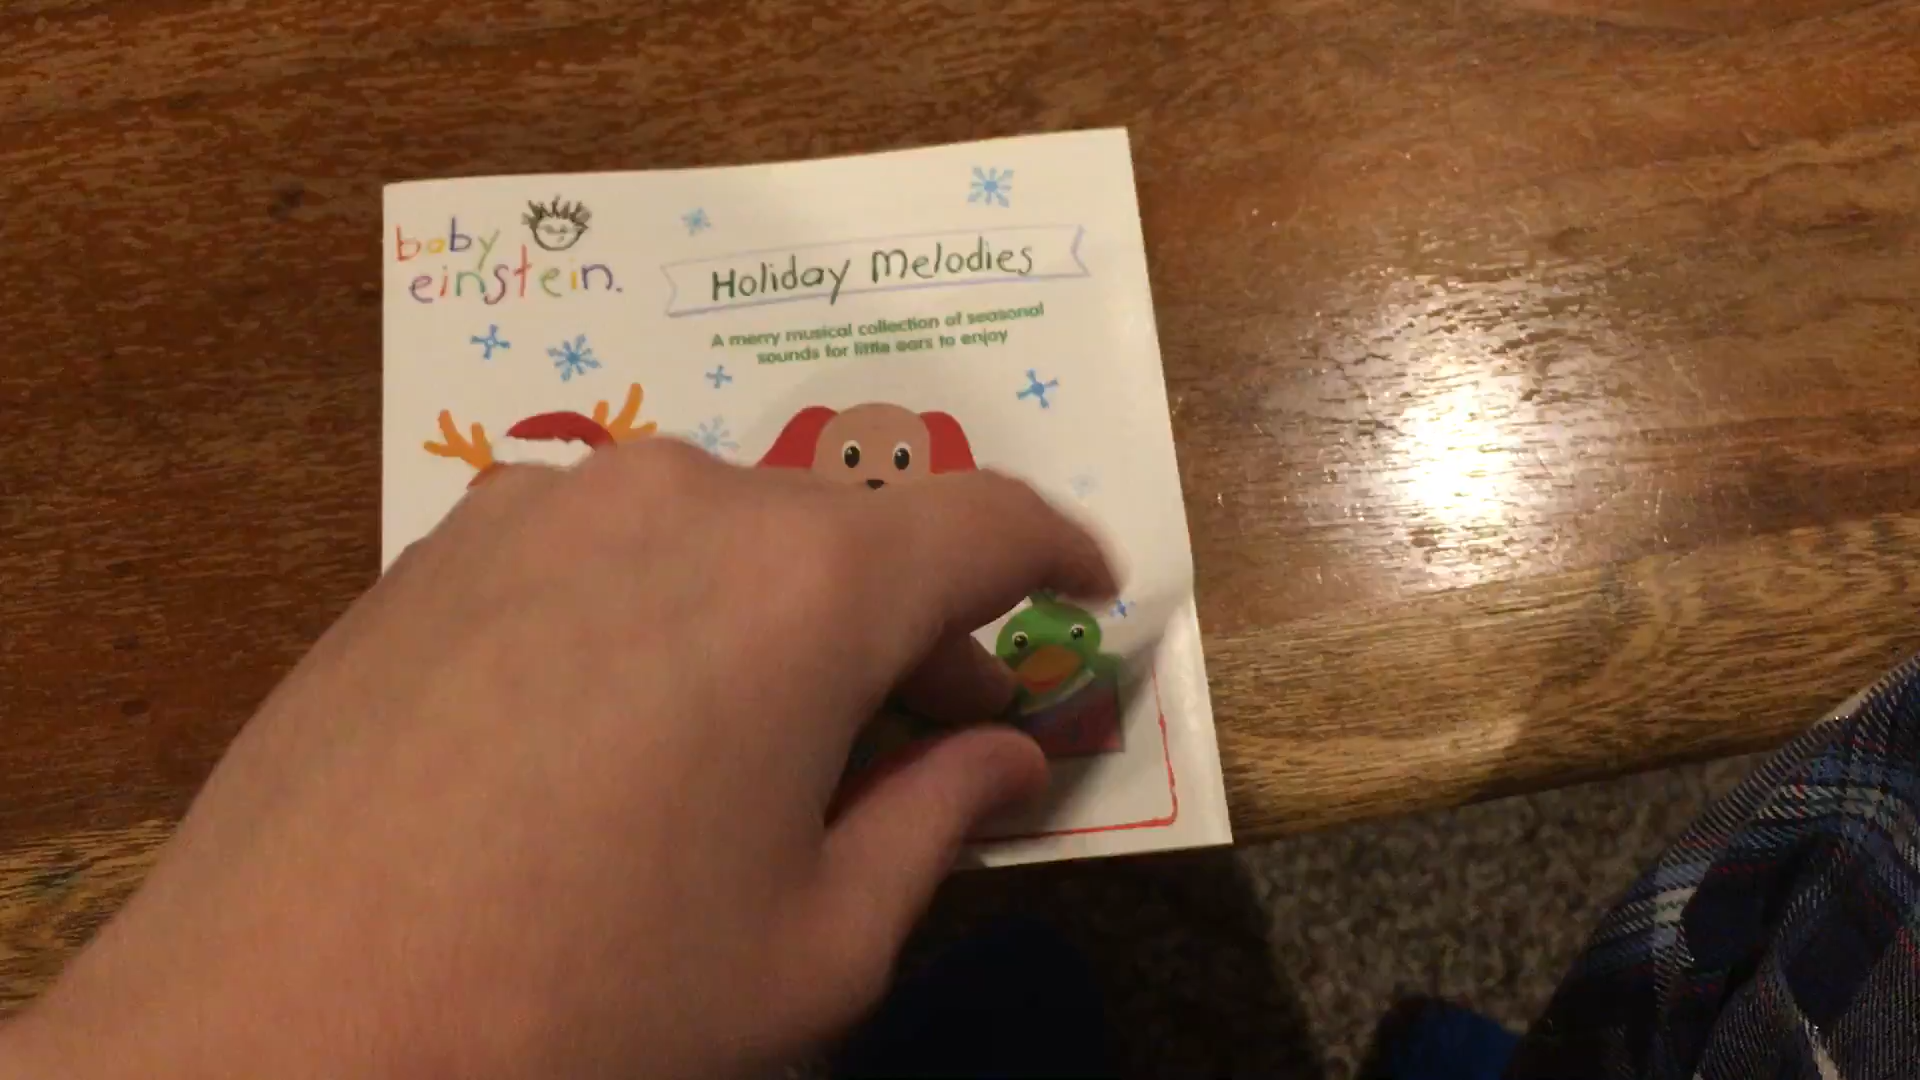 baby
einstein.
Holiday Melodies
A merry musical collection of seasonal
sounds for little ears to enjoy